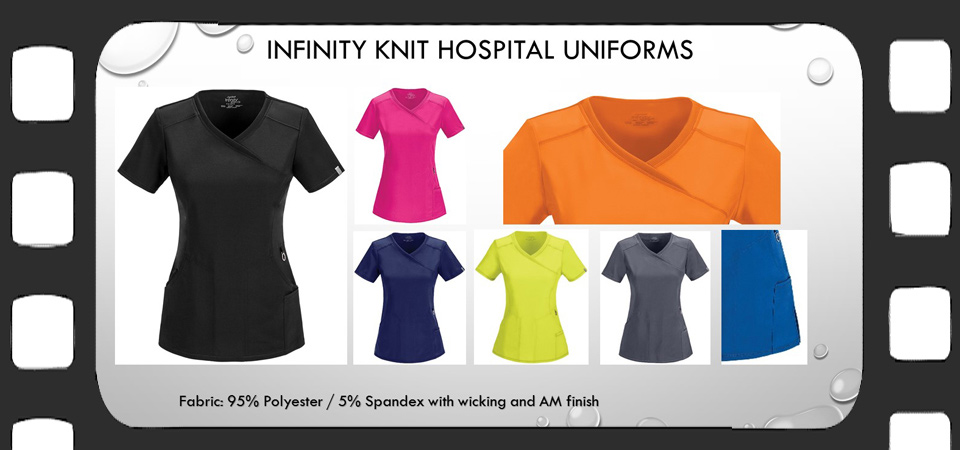 INFINITY KNIT HOSPITAL UNIFORMS
Fabric: 95% Polyester / 5% Spandex with wicking and AM finish